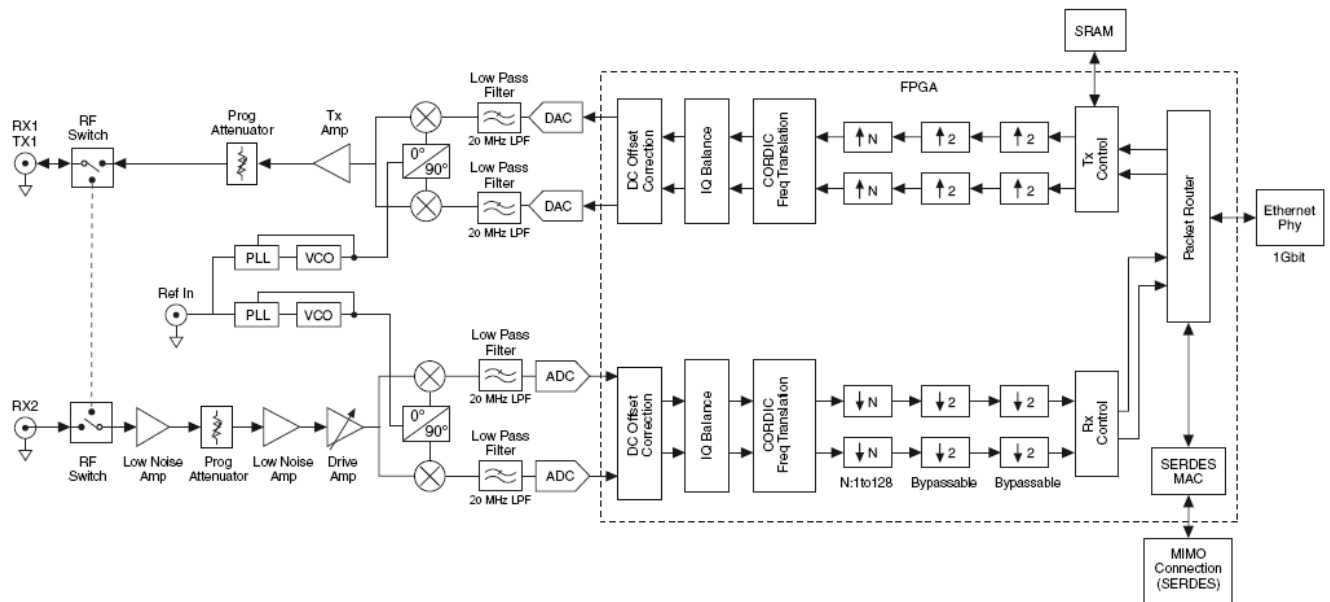 SRAM
FPGA
Low Pass
Filter
20 MHz LPF
DAC
RX1
TX1
RF
Switch
Prog
Attenuator
Tx
Amp
0°
90°
Low Pass
Filter
20 MHz LPF
DAC
DC Offset
Correction
IQ Balance
CORDIC
Freq Translation
↑ N
↑ 2
↑ 2
↑ N
↑ 2
↑ 2
Tx
Control
Packet Router
Ethernet
Phy
1Gbit
PLL
VCO
Ref In
PLL
VCO
Low Pass
Filter
20 MHz LPF
ADC
RX2
RF
Switch
Low Noise
Amp
Prog
Attenuator
Low Noise
Amp
Drive
Amp
0°
90°
Low Pass
Filter
20 MHz LPF
ADC
DC Offset
Correction
IQ Balance
CORDIC
Freq Translation
↓ N
↓ 2
↓ 2
↓ N
↓ 2
↓ 2
N:1to128
Bypassable
Bypassable
Rx
Control
SERDES
MAC
MIMO
Connection
(SERDES)